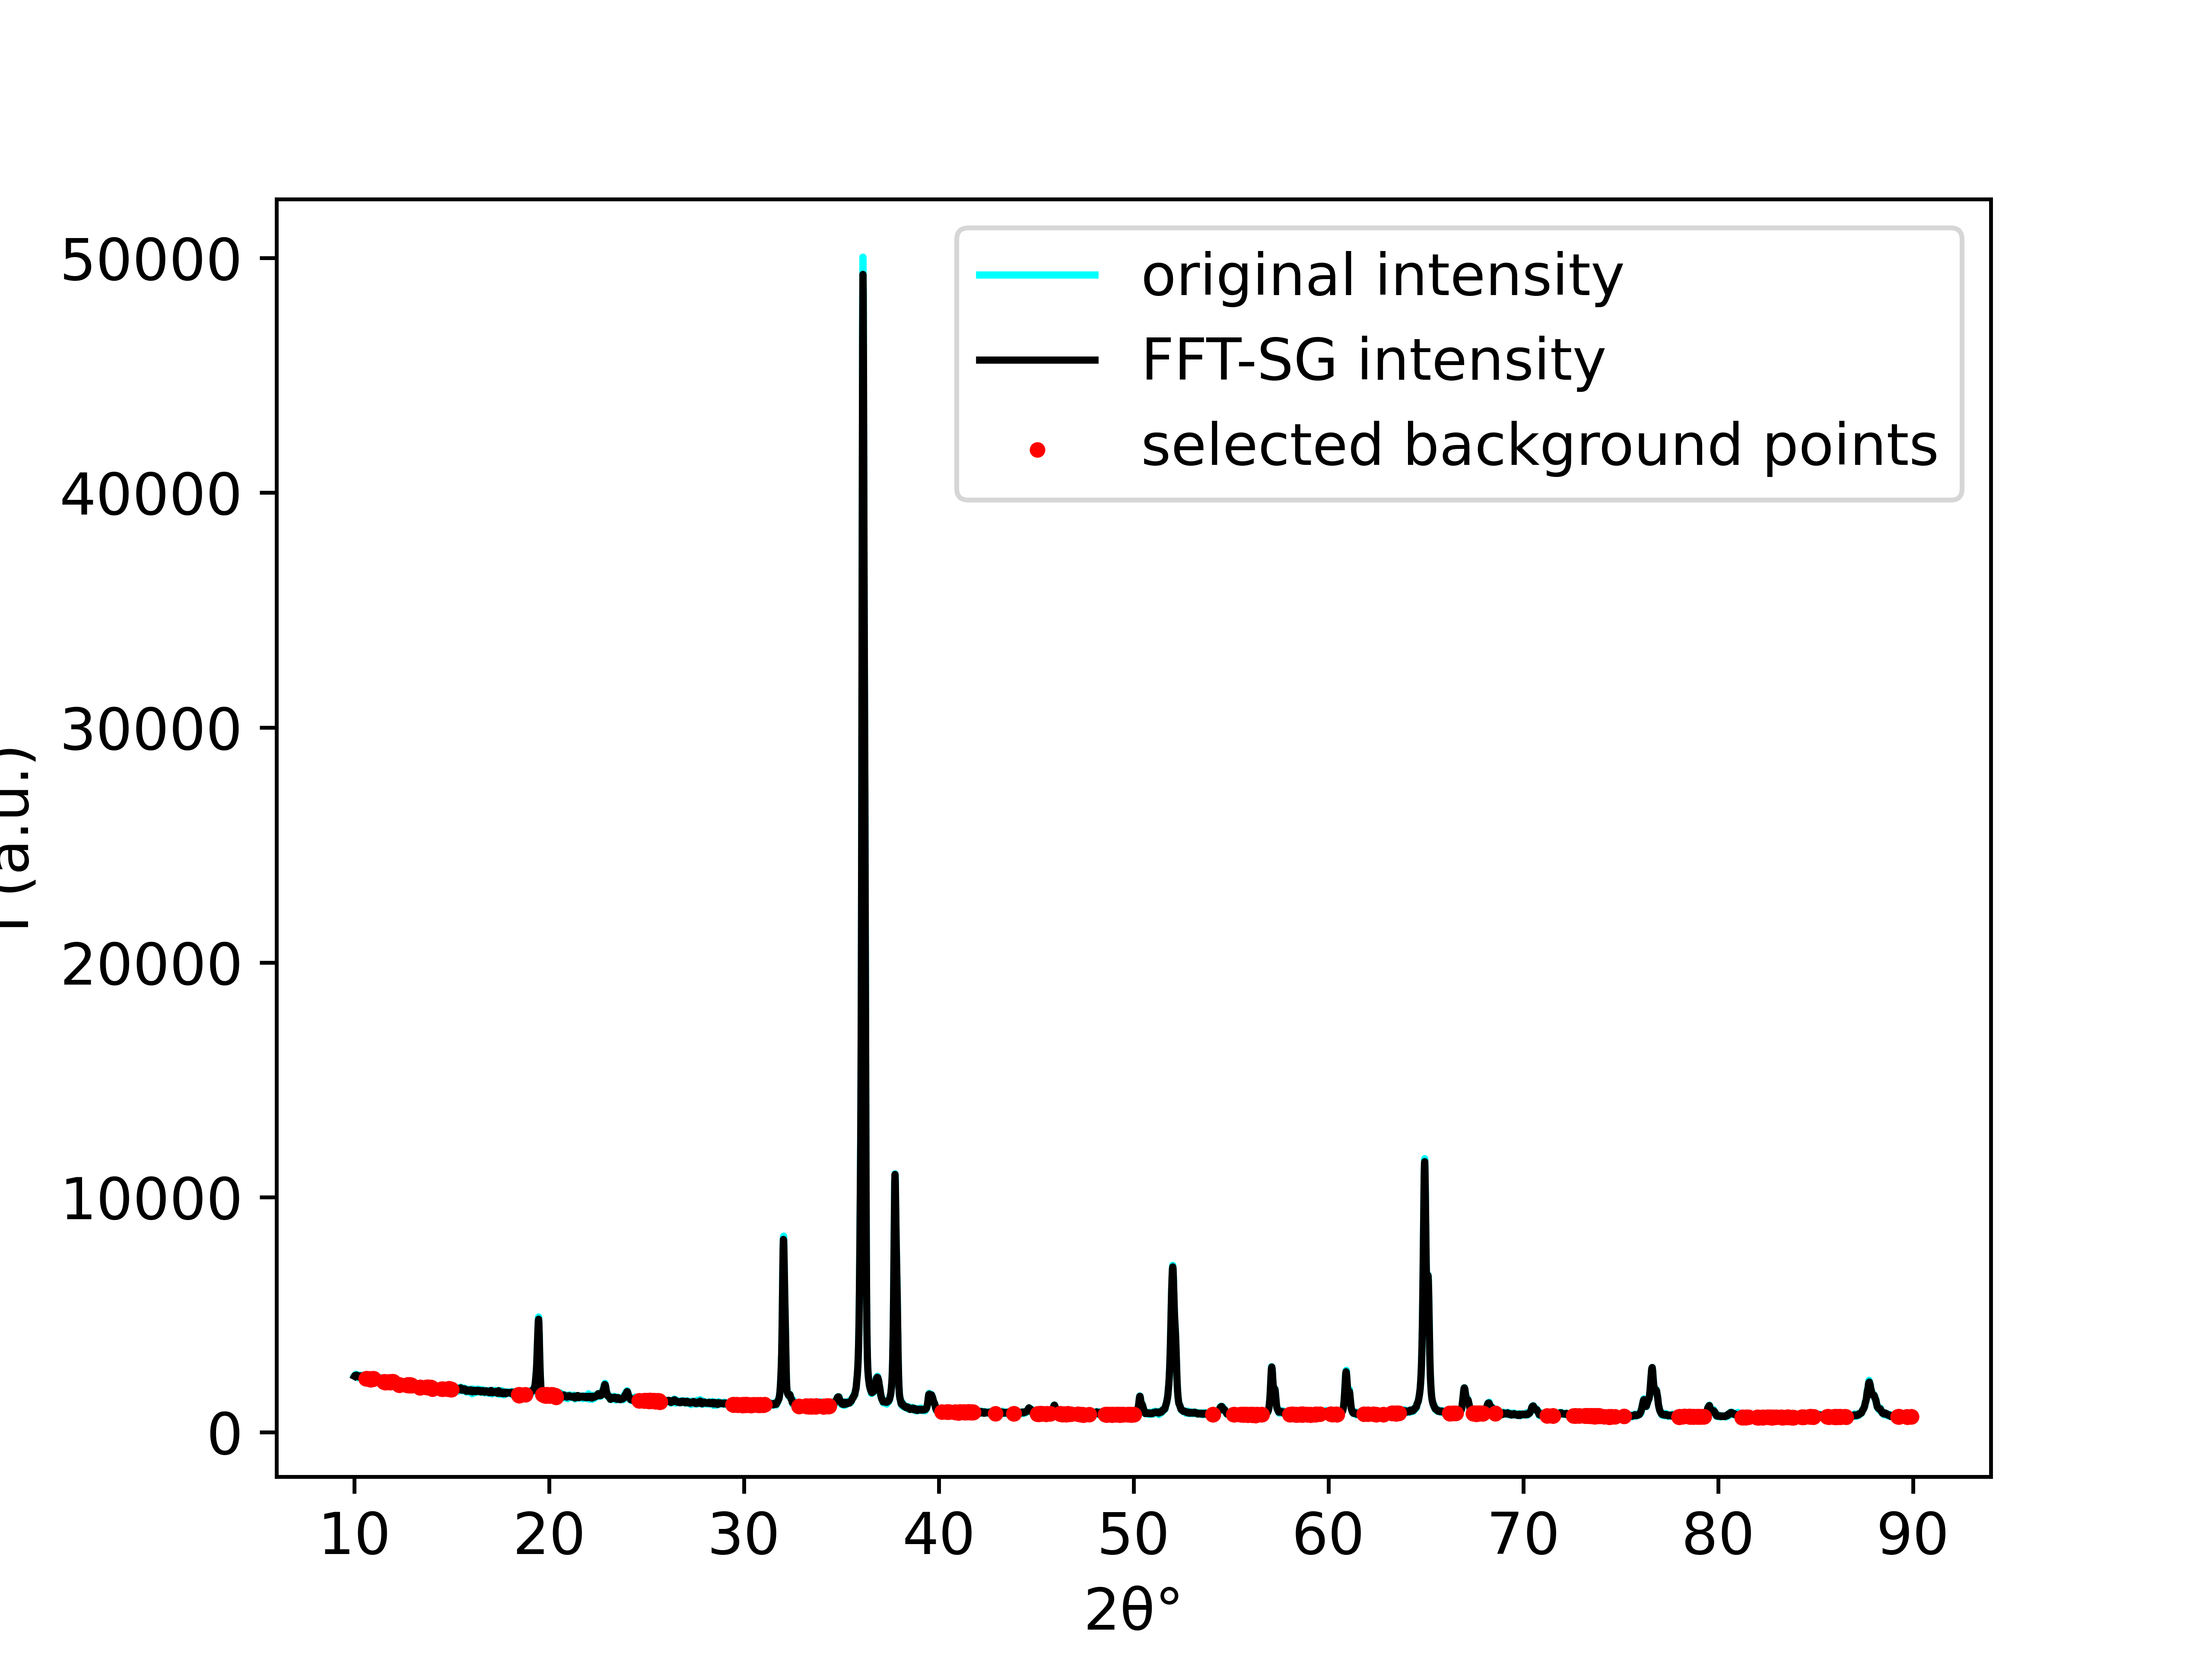 original intensity
FFT-SG intensity
selected background points
50000
40000
30000
20000
10000
0
(a.u.)
10 20 30 40 50 60 70 80 90
2θ°